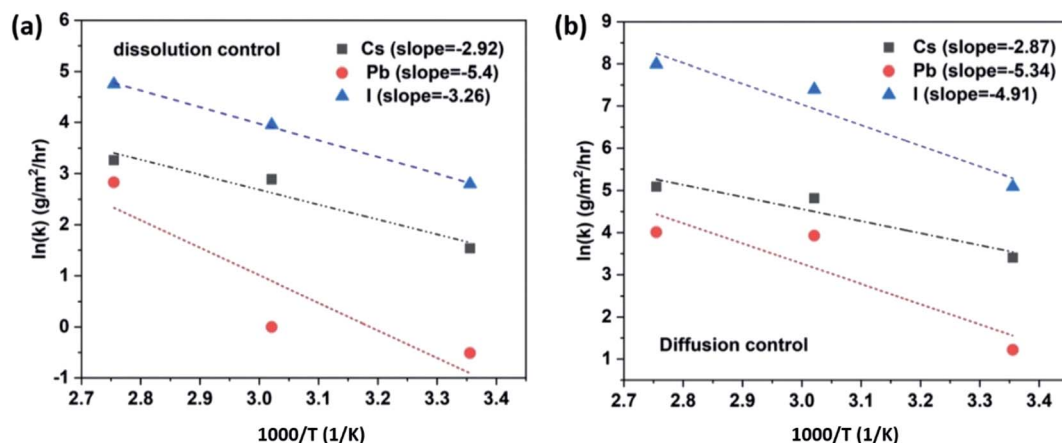 (a)
dissolution control
Cs (slope=-2.92)
Pb (slope=-5.4)
I (slope=-3.26)
ln(k) (g/m²/hr)
6
5
4
3
2
1
0
-1
2.7 2.8 2.9 3.0 3.1 3.2 3.3 3.4
1000/T (1/K)
(b)
Cs (slope=-2.87)
Pb (slope=-5.34)
I (slope=-4.91)
Diffusion control
ln(k) (g/m²/hr)
9
8
7
6
5
4
3
2
1
2.7 2.8 2.9 3.0 3.1 3.2 3.3 3.4
1000/T (1/K)